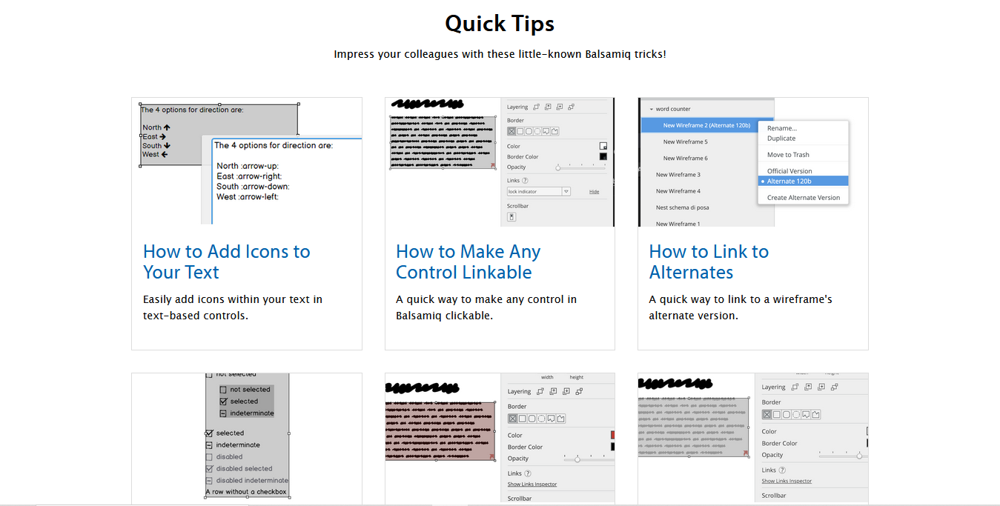 Quick Tips
Impress your colleagues with these little-known Balsamiq tricks!
The 4 options for direction are:
North
East
South
West
The 4 options for direction are:
North :arrow-up:
East :arrow-right:
South :arrow-down:
West :arrow-left:
How to Add Icons to
Your Text
Easily add icons within your text in
text-based controls.
Layering
Border
Color
Border Color
Opacity
Links ?
lock indicator
Hide
Scrollbar
How to Make Any
Control Linkable
A quick way to make any control in
Balsamiq clickable.
word counter
New Wireframe 2 (Alternate 120b)
New Wireframe 5
New Wireframe 6
New Wireframe 3
New Wireframe 4
Nest schema di posa
New Wireframe 1
Rename...
Duplicate
Move to Trash
Official Version
Alternate 120b
Create Alternate Version
How to Link to
Alternates
A quick way to link to a wireframe's
alternate version.
not selected
not selected
selected
indeterminate
selected
indeterminate
disabled
disabled selected
disabled indeterminate
A row without a checkbox
width height
Layering
Border
Color
Border Color
Opacity
Links ?
Show Links Inspector
Scrollbar
Layering
Border
Color
Border Color
Opacity
Links ?
Show Links Inspector
Scrollbar